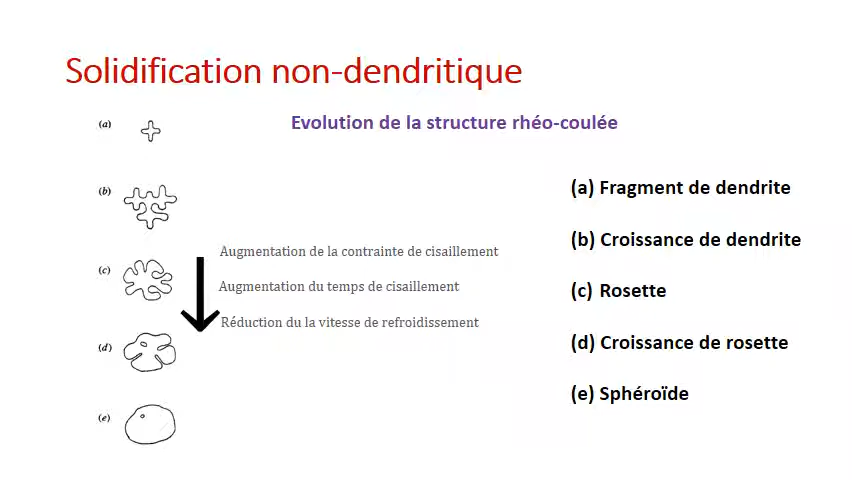 Solidification non-dendritique
Evolution de la structure rhéo-coulée
(a)
(b)
(c)
(d)
(e)
Augmentation de la contrainte de cisaillement
Augmentation du temps de cisaillement
Réduction du la vitesse de refroidissement
(a) Fragment de dendrite
(b) Croissance de dendrite
(c) Rosette
(d) Croissance de rosette
(e) Sphéroïde